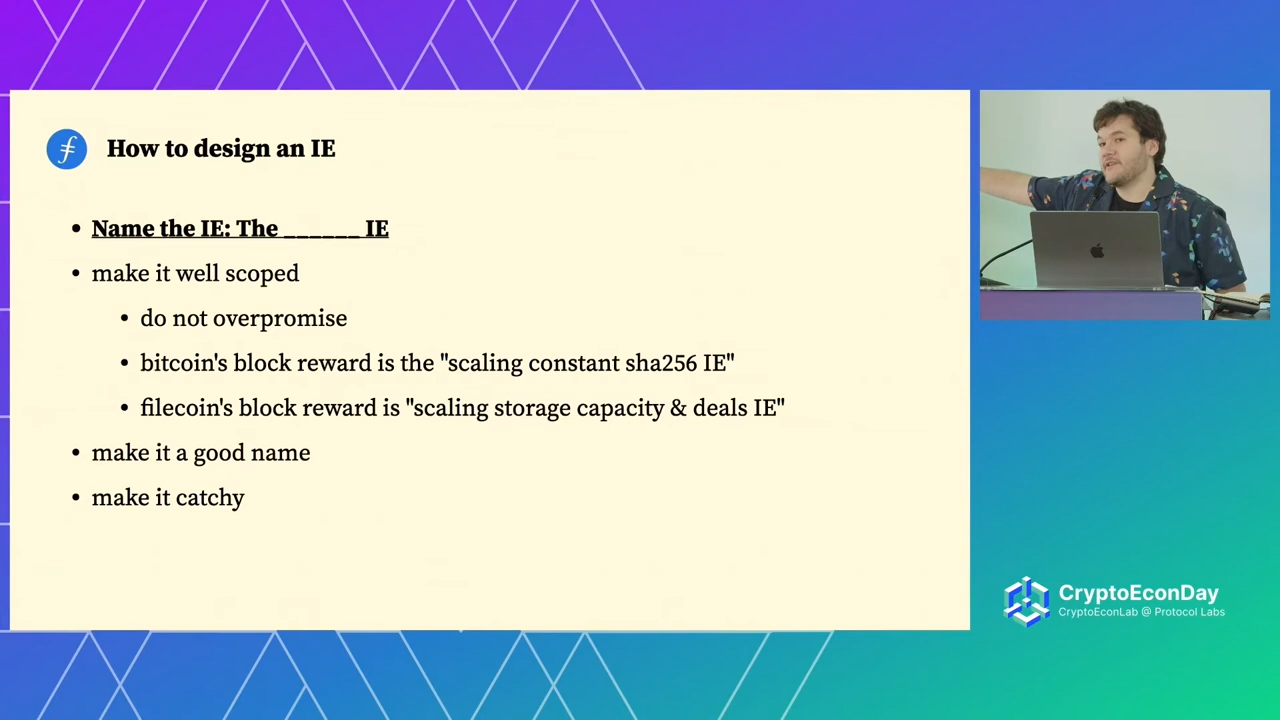 How to design an IE
• Name the IE: The ______ IE
• make it well scoped
• do not overpromise
• bitcoin's block reward is the "scaling constant sha256 IE"
• filecoin's block reward is "scaling storage capacity & deals IE"
• make it a good name
• make it catchy
CryptoEconDay
CryptoEconLab @ Protocol Labs